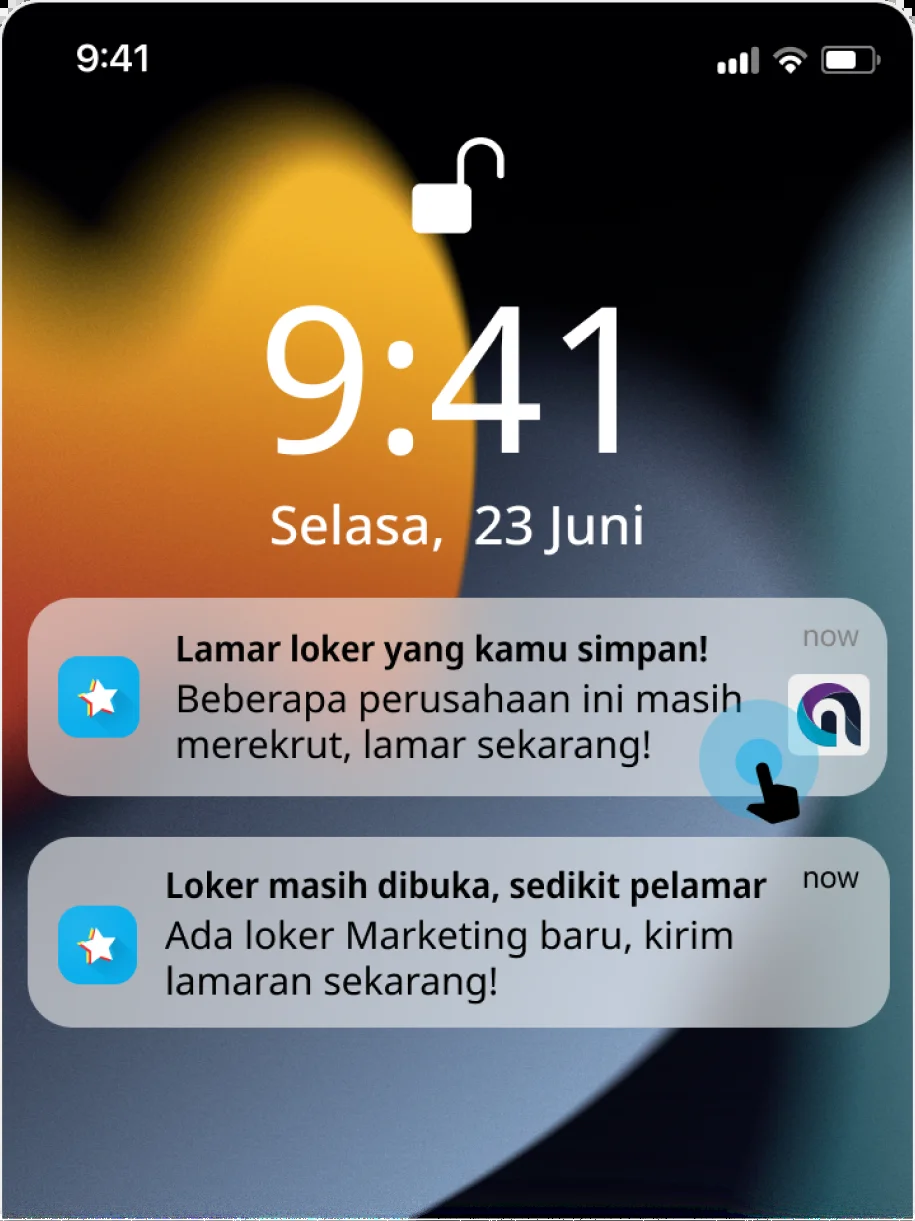 9:41
9:41
Selasa, 23 Juni
Lamar loker yang kamu simpan!
now
Beberapa perusahaan ini masih
merekrut, lamar sekarang!
Loker masih dibuka, sedikit pelamar
now
Ada loker Marketing baru, kirim
lamaran sekarang!